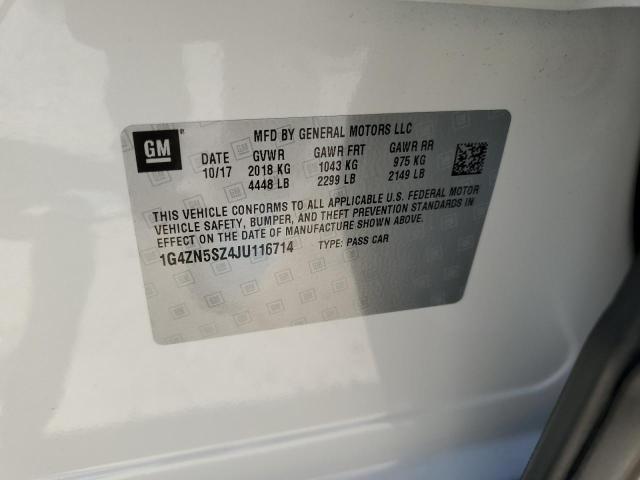 GM
MFD BY GENERAL MOTORS LLC
DATE GVWR GAWR FRT GAWR RR
10/17 2018 KG 1043 KG 975 KG
4448 LB 2299 LB 2149 LB
THIS VEHICLE CONFORMS TO ALL APPLICABLE U.S. FEDERAL MOTOR
VEHICLE SAFETY, BUMPER, AND THEFT PREVENTION STANDARDS IN
EFFECT ON THE DATE OF MANUFACTURE SHOWN ABOVE.
1G4ZN5SZ4JU116714 TYPE: PASS CAR